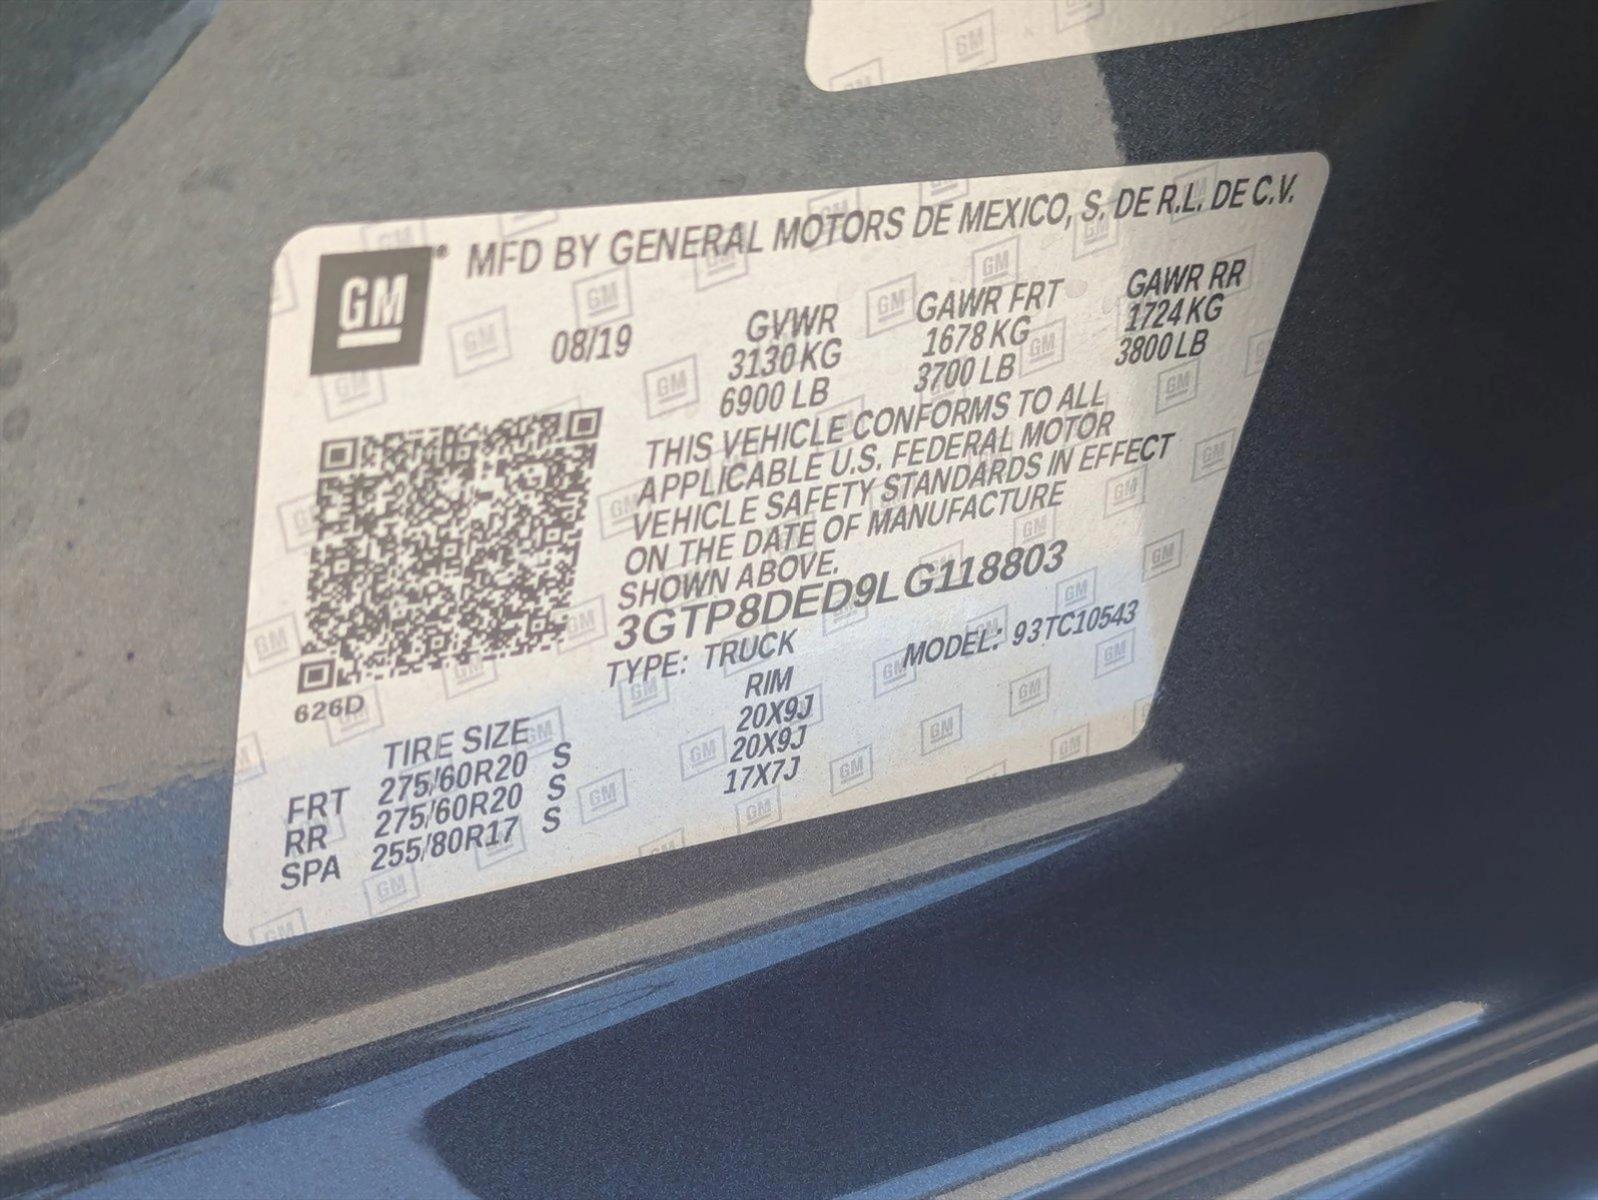 GM MFD BY GENERAL MOTORS DE MEXICO, S. DE R.L. DE C.V.
08/19
GVWR GAWR FRT GAWR RR
3130 KG 1678 KG 1724 KG
6900 LB 3700 LB 3800 LB
THIS VEHICLE CONFORMS TO ALL
APPLICABLE U.S. FEDERAL MOTOR
VEHICLE SAFETY STANDARDS IN EFFECT
ON THE DATE OF MANUFACTURE
SHOWN ABOVE.
3GTP8DED9LG118803
TYPE: TRUCK MODEL: 93TC10543
626D
TIRE SIZE RIM
FRT 275/60R20 S 20X9J
RR 275/60R20 S 20X9J
SPA 255/80R17 S 17X7J